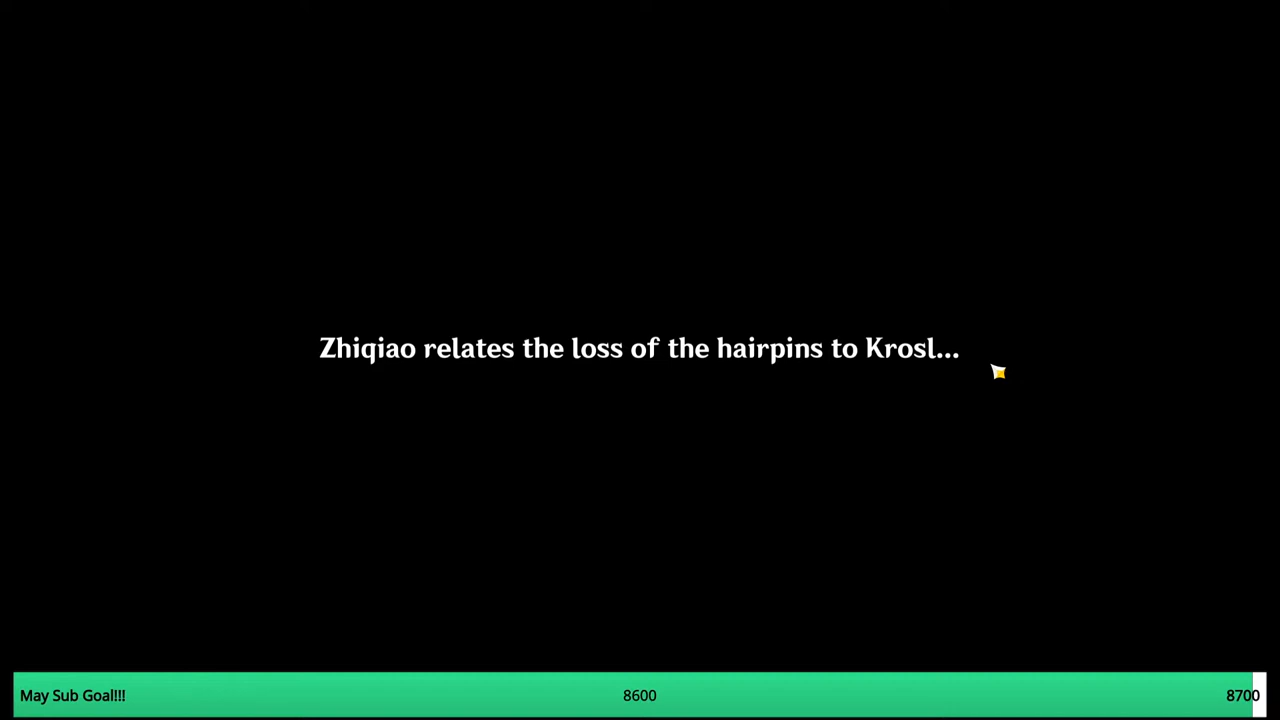 Zhiqiao relates the loss of the hairpins to Krosl...
May Sub Goal!!! 8600 8700